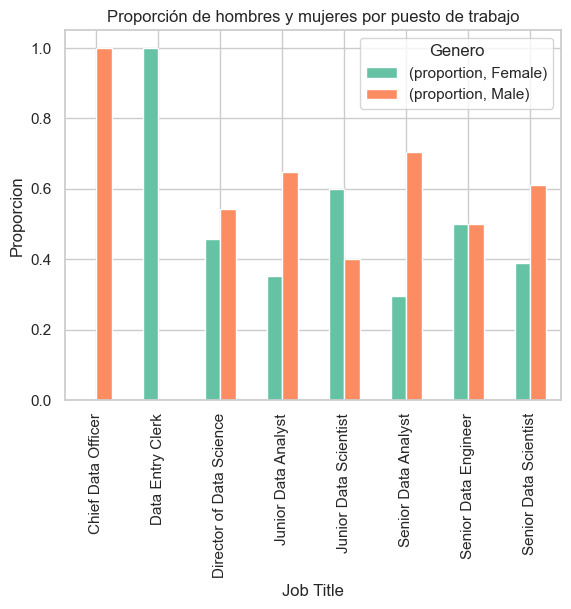 Proporción de hombres y mujeres por puesto de trabajo
Genero
(proportion, Female)
(proportion, Male)
Proporcion
1.0
0.8
0.6
0.4
0.2
0.0
Chief Data Officer
Data Entry Clerk
Director of Data Science
Junior Data Analyst
Junior Data Scientist
Senior Data Analyst
Senior Data Engineer
Senior Data Scientist
Job Title